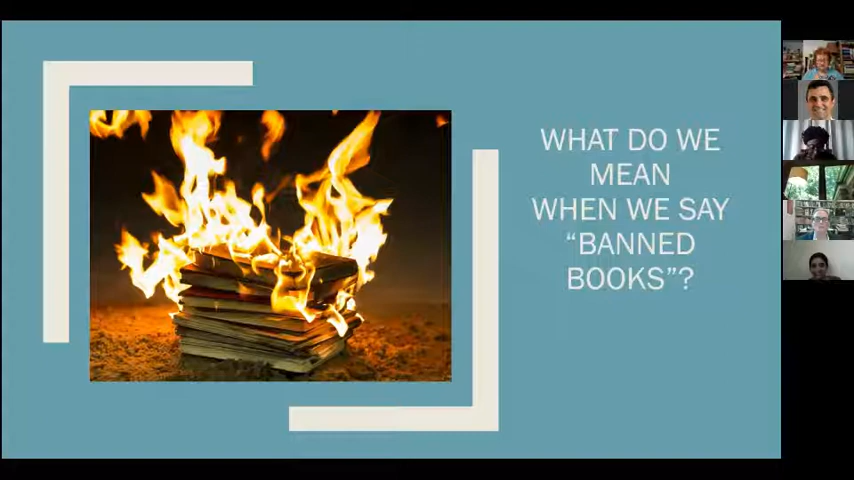 WHAT DO WE
MEAN
WHEN WE SAY
“BANNED
BOOKS”?